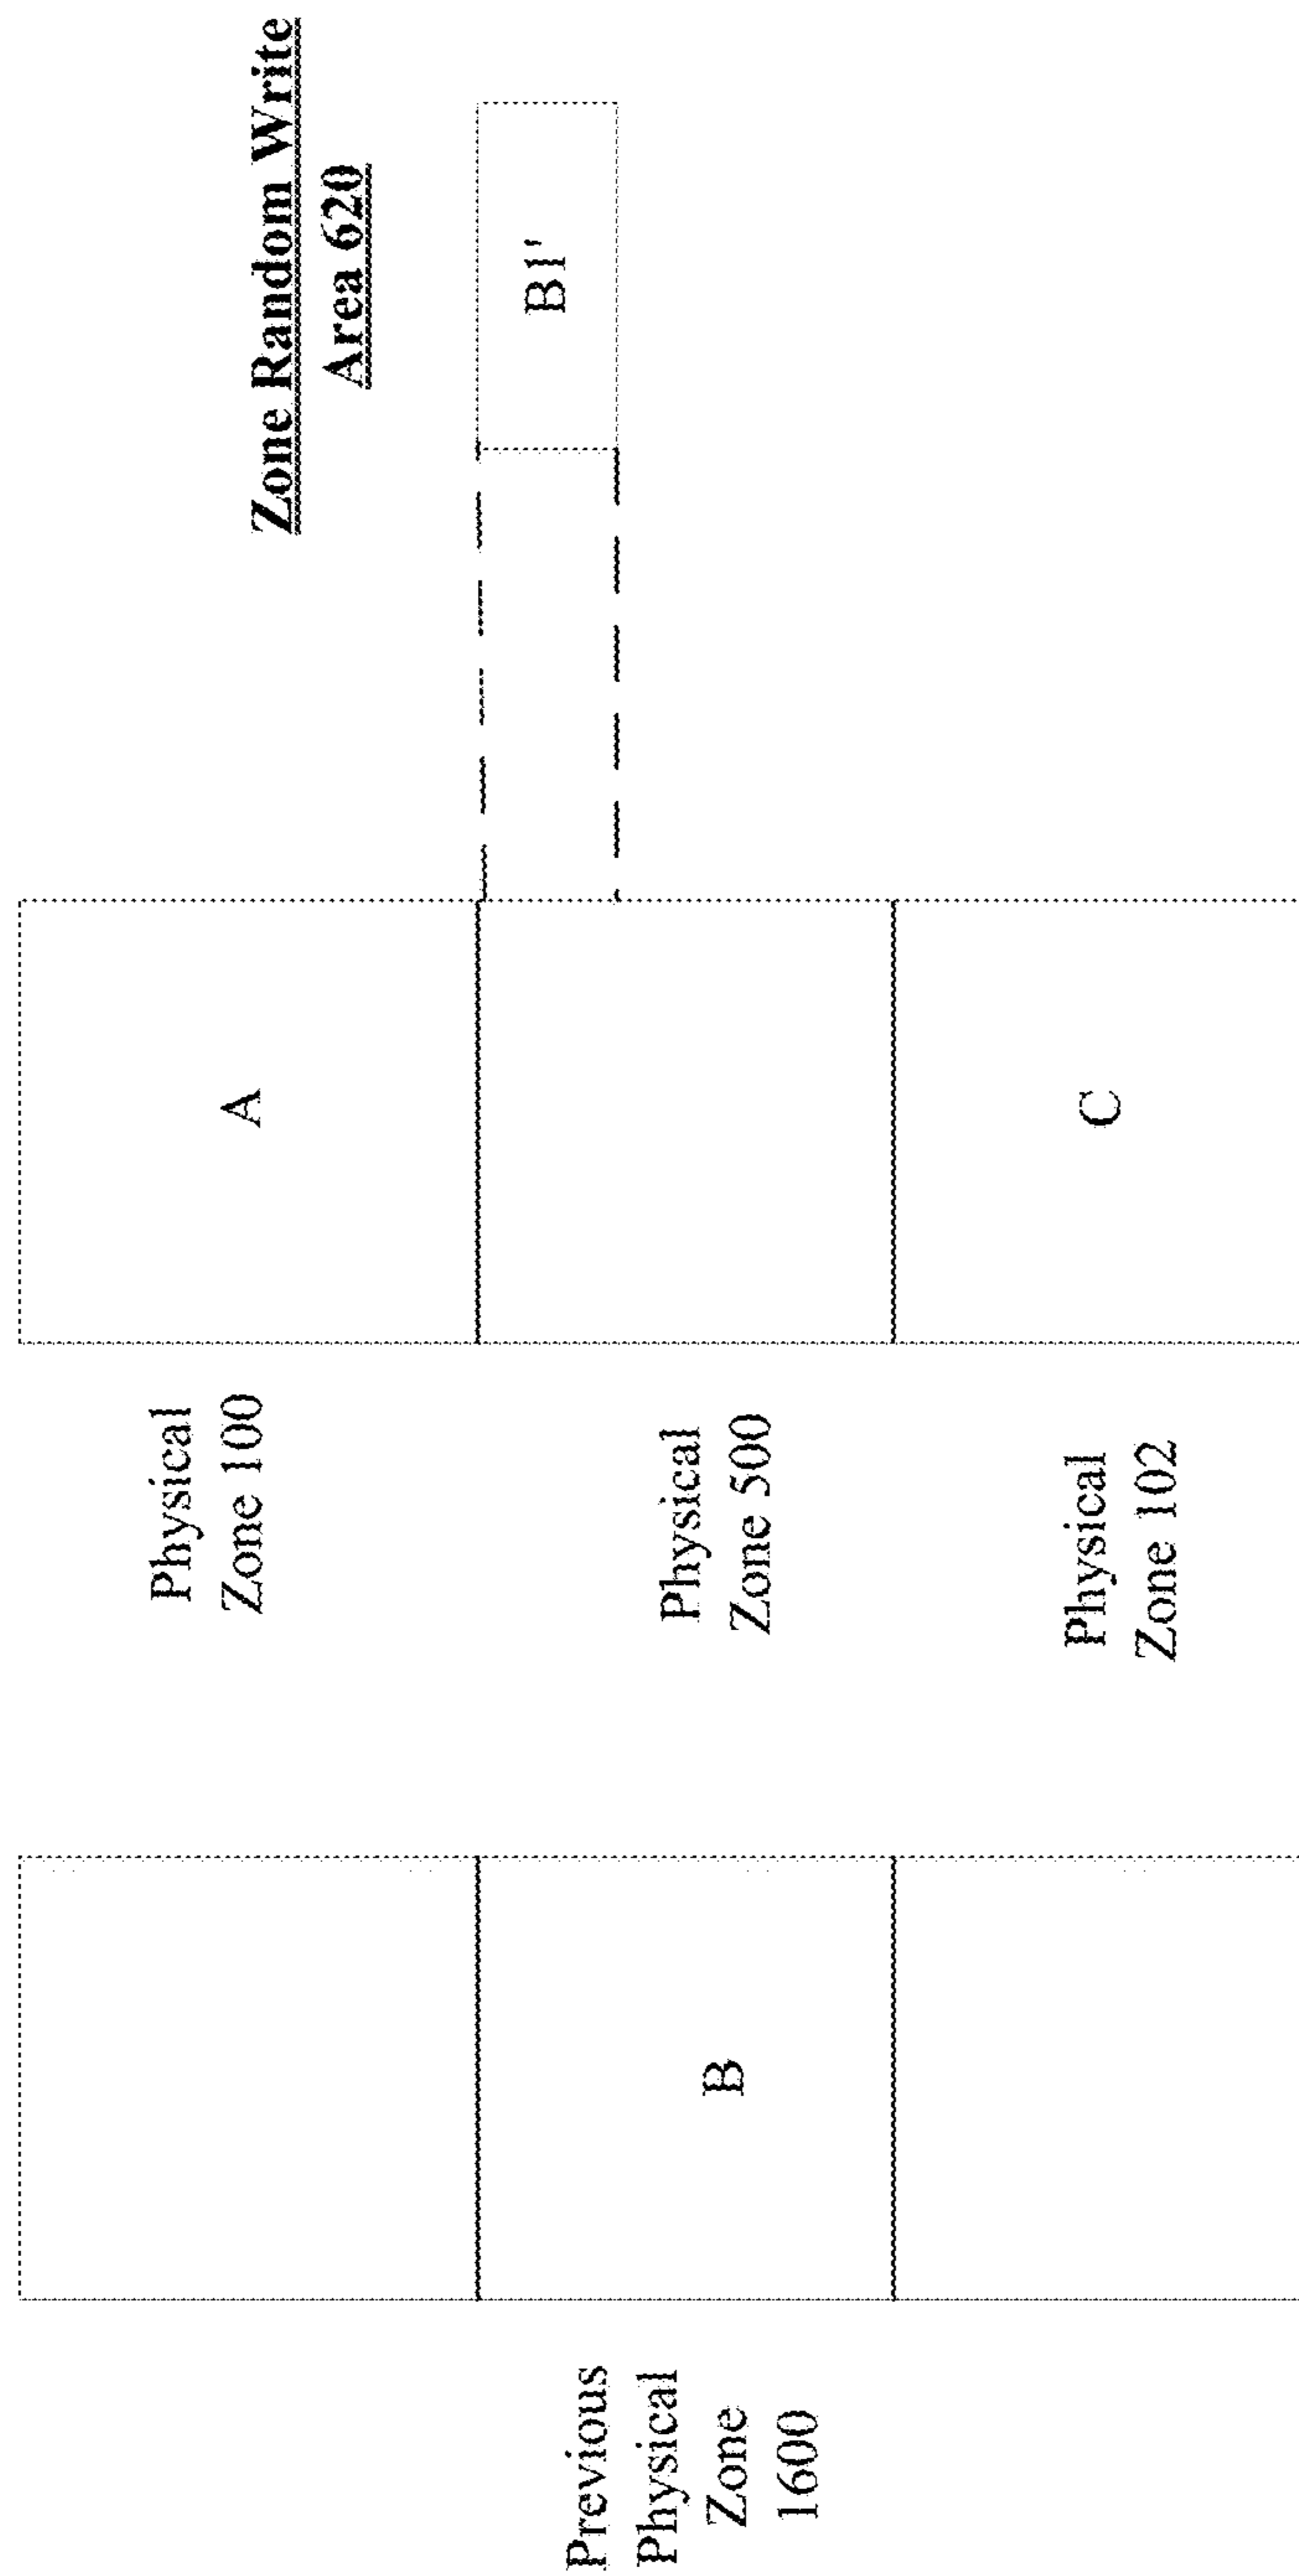 Zone Random Write
Area 620
Physical
Zone 100
A
B1'
Previous
Physical
Zone
1600
B
Physical
Zone 500
Physical
Zone 102
C